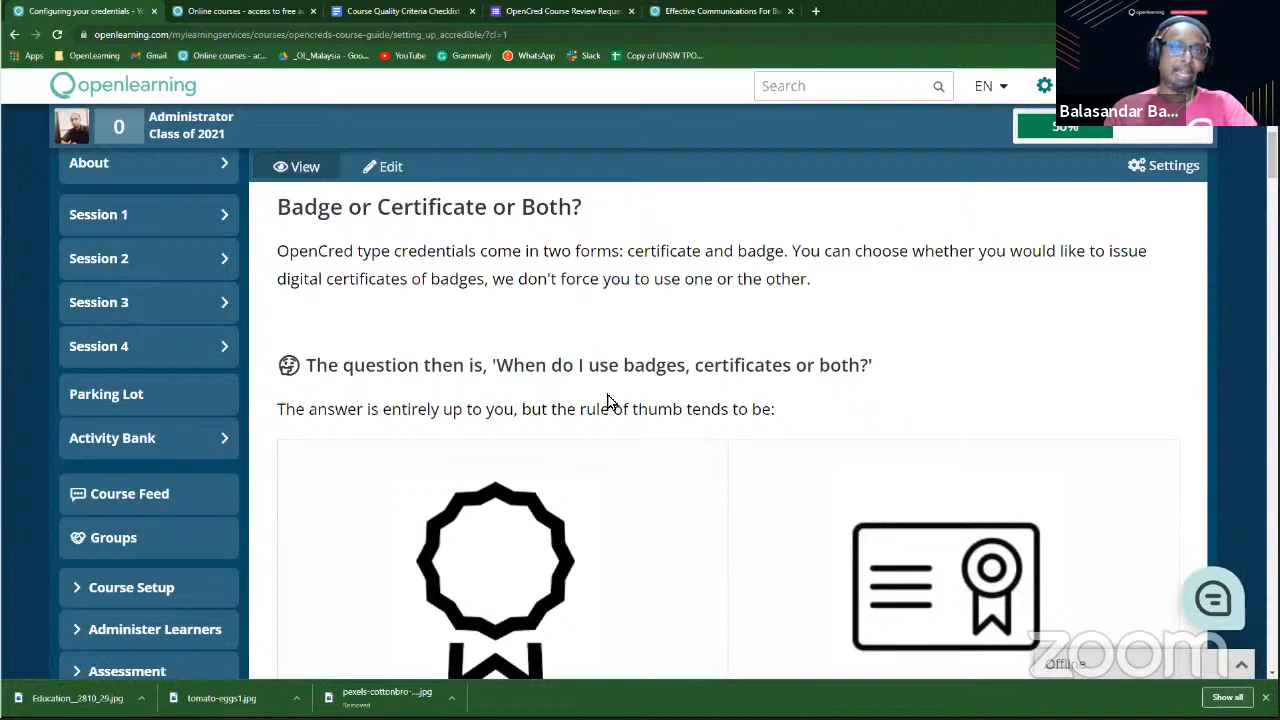 Configuring your credentials - Yo
Online courses - access to free a
Course Quality Criteria Checklist
OpenCred Course Review Reque
Effective Communications For Bu
openlearning.com/mylearningservices/courses/opencreds-course-guide/setting_up_accredible/?cl=1
Apps
OpenLearning
Gmail
Online courses - ac...
_OL_Malaysia - Goo...
YouTube
Grammarly
WhatsApp
Slack
Copy of UNSW TPO...
openlearning
Search
EN
openlearning
Balasandar Ba...
0
Administrator
Class of 2021
50%
About
View
Edit
Settings
Session 1
Session 2
Session 3
Session 4
Parking Lot
Activity Bank
Course Feed
Groups
Course Setup
Administer Learners
Assessment
Badge or Certificate or Both?
OpenCred type credentials come in two forms: certificate and badge. You can choose whether you would like to issue
digital certificates of badges, we don't force you to use one or the other.
The question then is, 'When do I use badges, certificates or both?'
The answer is entirely up to you, but the rule of thumb tends to be:
zoom
Offline
Education_2810_29.jpg
tomato-eggs1.jpg
pexels-cottonbro-....jpg
Removed
Show all